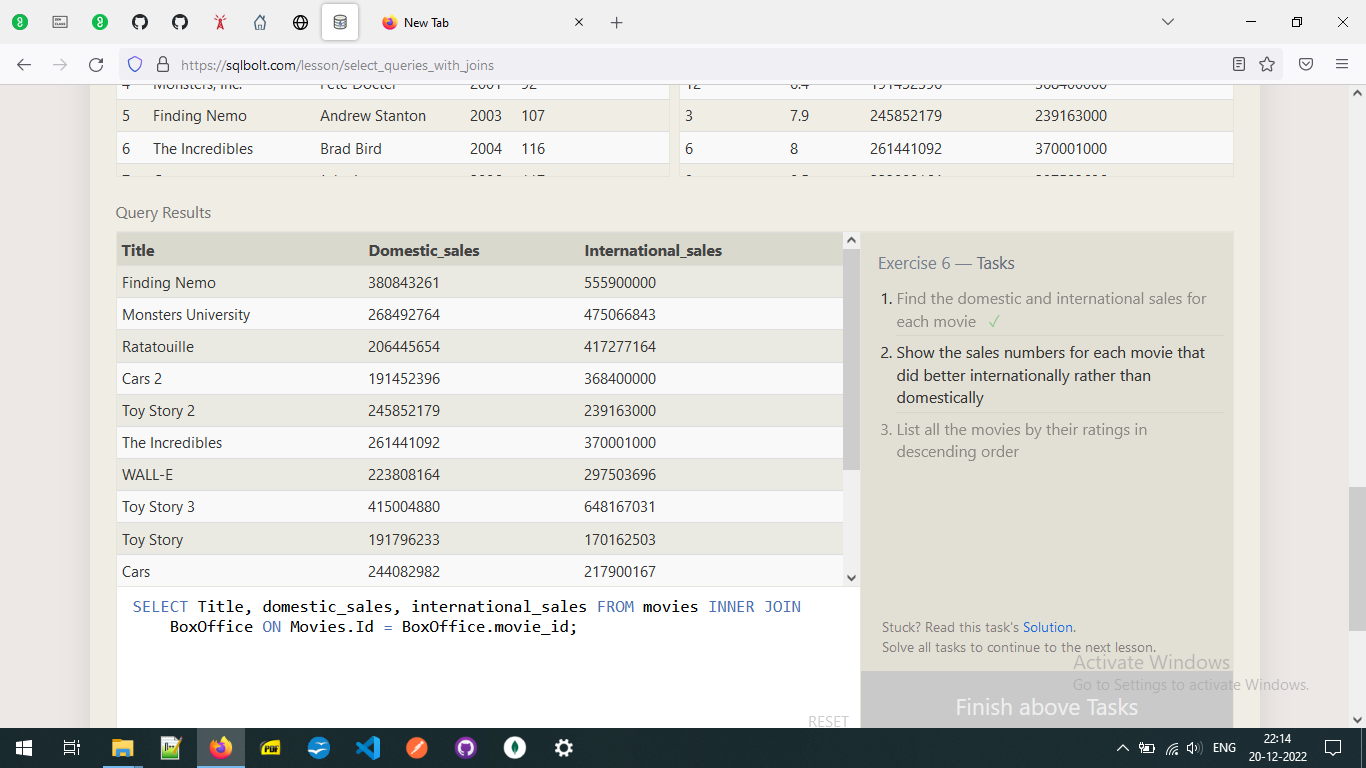 New Tab
https://sqlbolt.com/lesson/select_queries_with_joins
4 Monsters, Inc. Pete Docter 2001 92 12 6.4 191452396 368400000
5 Finding Nemo Andrew Stanton 2003 107 3 7.9 245852179 239163000
6 The Incredibles Brad Bird 2004 116 6 8 261441092 370001000
Query Results
Title Domestic_sales International_sales
Finding Nemo 380843261 555900000
Monsters University 268492764 475066843
Ratatouille 206445654 417277164
Cars 2 191452396 368400000
Toy Story 2 245852179 239163000
The Incredibles 261441092 370001000
WALL-E 223808164 297503696
Toy Story 3 415004880 648167031
Toy Story 191796233 170162503
Cars 244082982 217900167
Exercise 6 — Tasks
1. Find the domestic and international sales for
each movie ✓
2. Show the sales numbers for each movie that
did better internationally rather than
domestically
3. List all the movies by their ratings in
descending order
SELECT Title, domestic_sales, international_sales FROM movies INNER JOIN
BoxOffice ON Movies.Id = BoxOffice.movie_id;
RESET
Stuck? Read this task's Solution.
Solve all tasks to continue to the next lesson.
Activate Windows
Go to Settings to activate Windows.
Finish above Tasks
PDF
ENG
22:14
20-12-2022